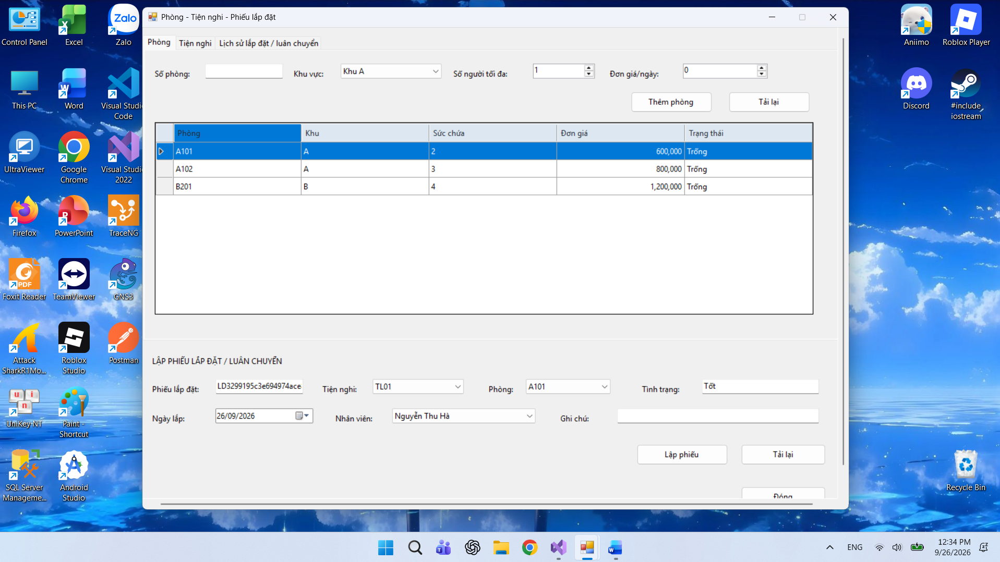 Control Panel
Excel
Zalo
Zalo
This PC
Word
Visual Studi
Code
UltraViewer
Google
Chrome
Visual Studi
2022
Firefox
PowerPoint
TraceNG
PDF
Foxit Reader
TeamViewer
GNS3
Attack
SharkR1Mo...
Roblox
Studio
Postman
u i
n
UniKey NT
Paint -
Shortcut
SQL Server
Manageme...
Android
Studio
Phòng - Tiện nghi - Phiếu lắp đặt
Phòng
Tiện nghi
Lịch sử lắp đặt / luân chuyển
Số phòng:
Khu vực:
Khu A
Số người tối đa:
1
Đơn giá/ngày:
0
Thêm phòng
Tải lại
Phòng
Khu
Sức chứa
Đơn giá
Trạng thái
A101
A
2
600,000
Trống
A102
A
3
800,000
Trống
B201
B
4
1,200,000
Trống
LẬP PHIẾU LẮP ĐẶT / LUÂN CHUYỂN
Phiếu lắp đặt:
LD3299195c3e694974ace
Tiện nghi:
TL01
Phòng:
A101
Tình trạng:
Tốt
Ngày lắp:
26/09/2026
Nhân viên:
Nguyễn Thu Hà
Ghi chú:
Lập phiếu
Tải lại
Đóng
Aniimo
Roblox Player
Discord
#include
iostream
Recycle Bin
ENG
12:34 PM
9/26/2026